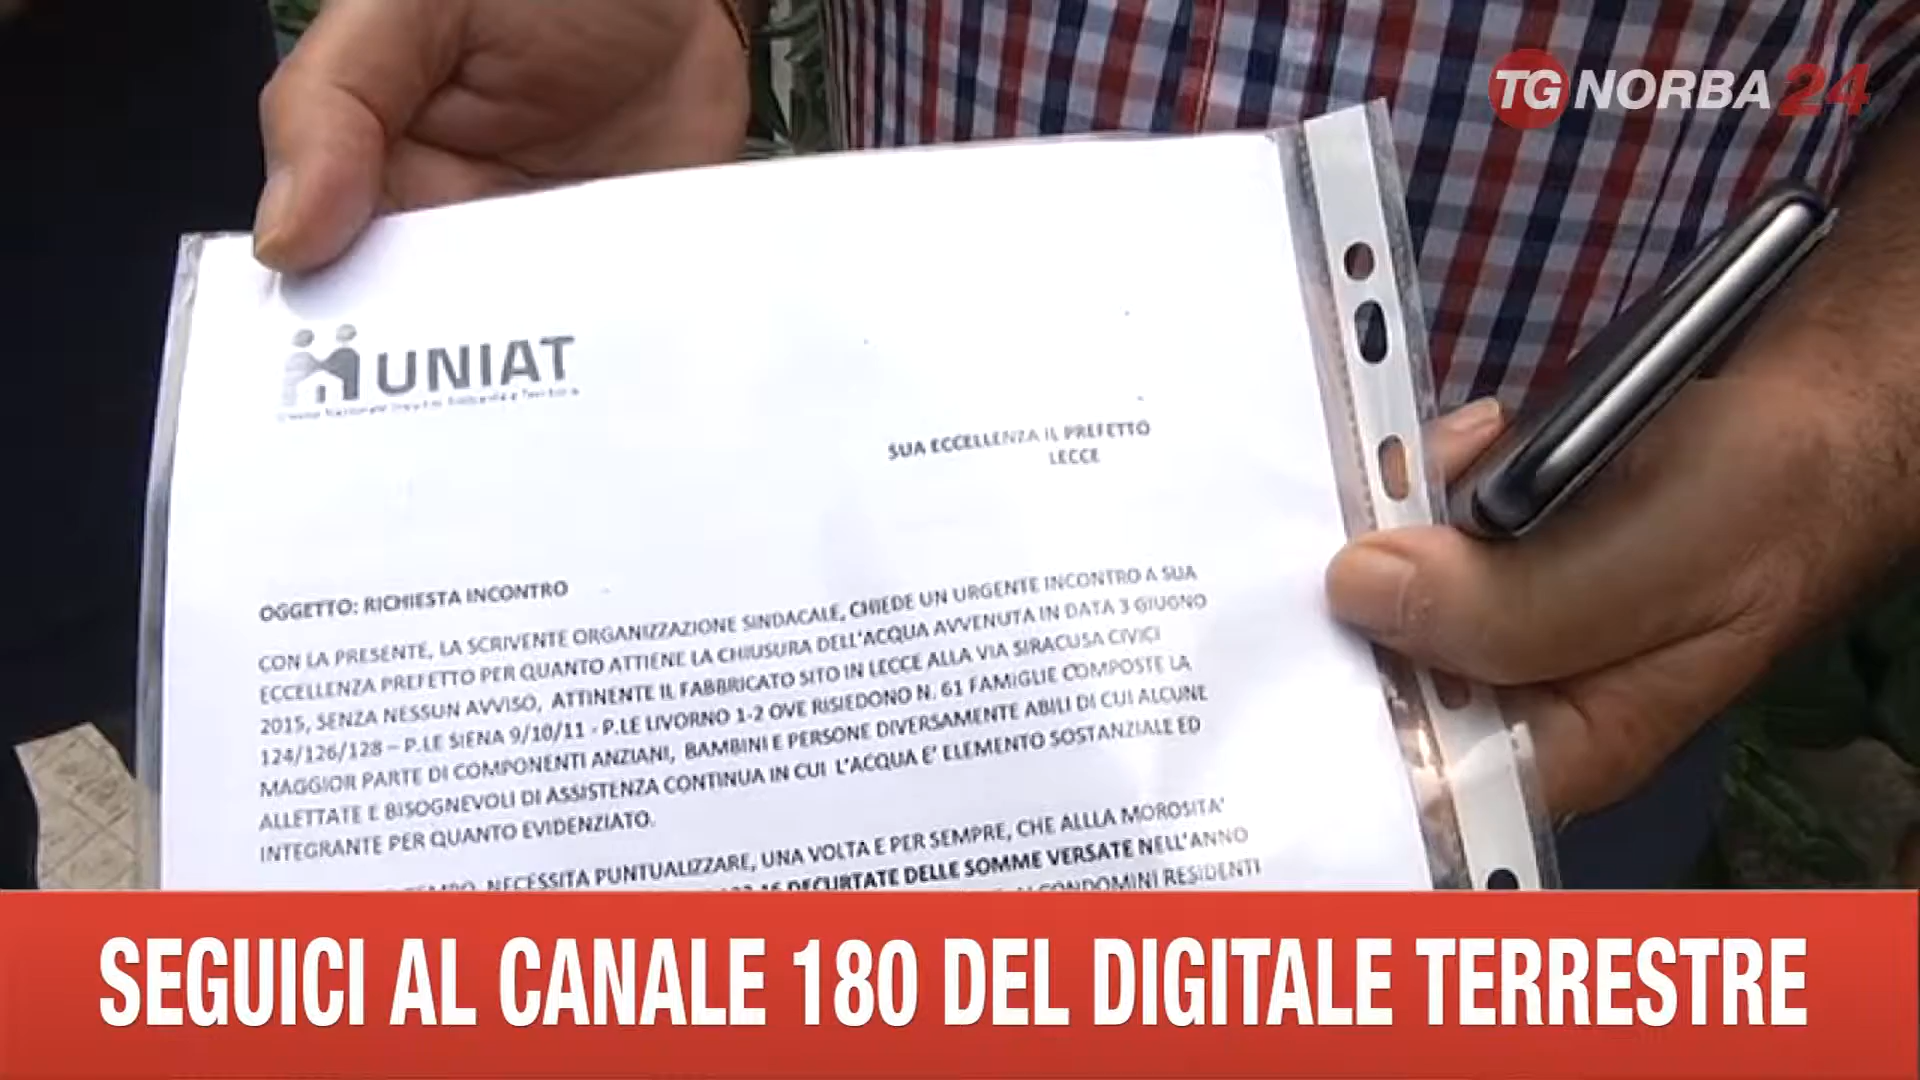 TG NORBA 24
UNIAT
SUA ECCELLENZA IL PREFETTO
LECCE
OGGETTO: RICHIESTA INCONTRO
CON LA PRESENTE, LA SCRIVENTE ORGANIZZAZIONE SINDACALE, CHIEDE UN URGENTE INCONTRO A SUA
ECCELLENZA PREFETTO PER QUANTO ATTIENE LA CHIUSURA DELL'ACQUA AVVENUTA IN DATA 3 GIUGNO
2015, SENZA NESSUN AVVISO, ATTINENTE IL FABBRICATO SITO IN LECCE ALLA VIA SIRACUSA CIVICI
124/126/128 – P.LE SIENA 9/10/11 - P.LE LIVORNO 1-2 OVE RISIEDONO N. 61 FAMIGLIE COMPOSTE LA
MAGGIOR PARTE DI COMPONENTI ANZIANI, BAMBINI E PERSONE DIVERSAMENTE ABILI DI CUI ALCUNE
ALLETTATE E BISOGNEVOLI DI ASSISTENZA CONTINUA IN CUI L'ACQUA E' ELEMENTO SOSTANZIALE ED
INTEGRANTE PER QUANTO EVIDENZIATO.
NECESSITA PUNTUALIZZARE, UNA VOLTA E PER SEMPRE, CHE ALLLA MOROSITA'
DECURTATE DELLE SOMME VERSATE NELL'ANNO
CONDOMINI RESIDENTI
SEGUICI AL CANALE 180 DEL DIGITALE TERRESTRE